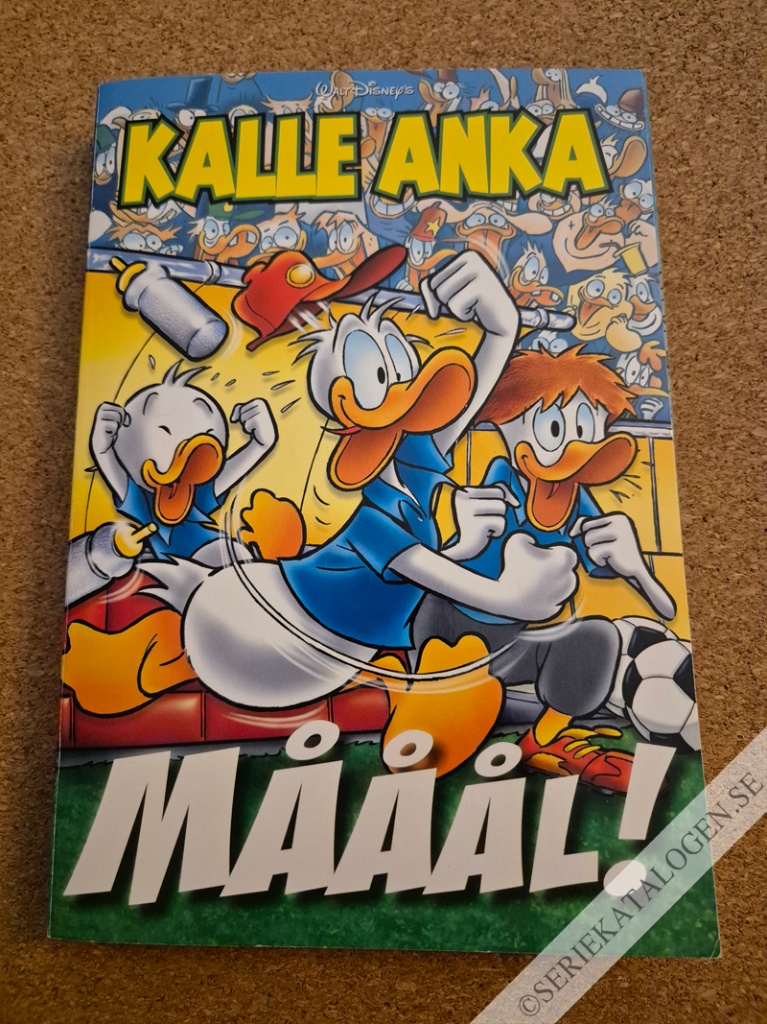 WALT DISNEY'S
KALLE ANKA
MÅÅÅL!
©SERIEKATALOGEN.SE